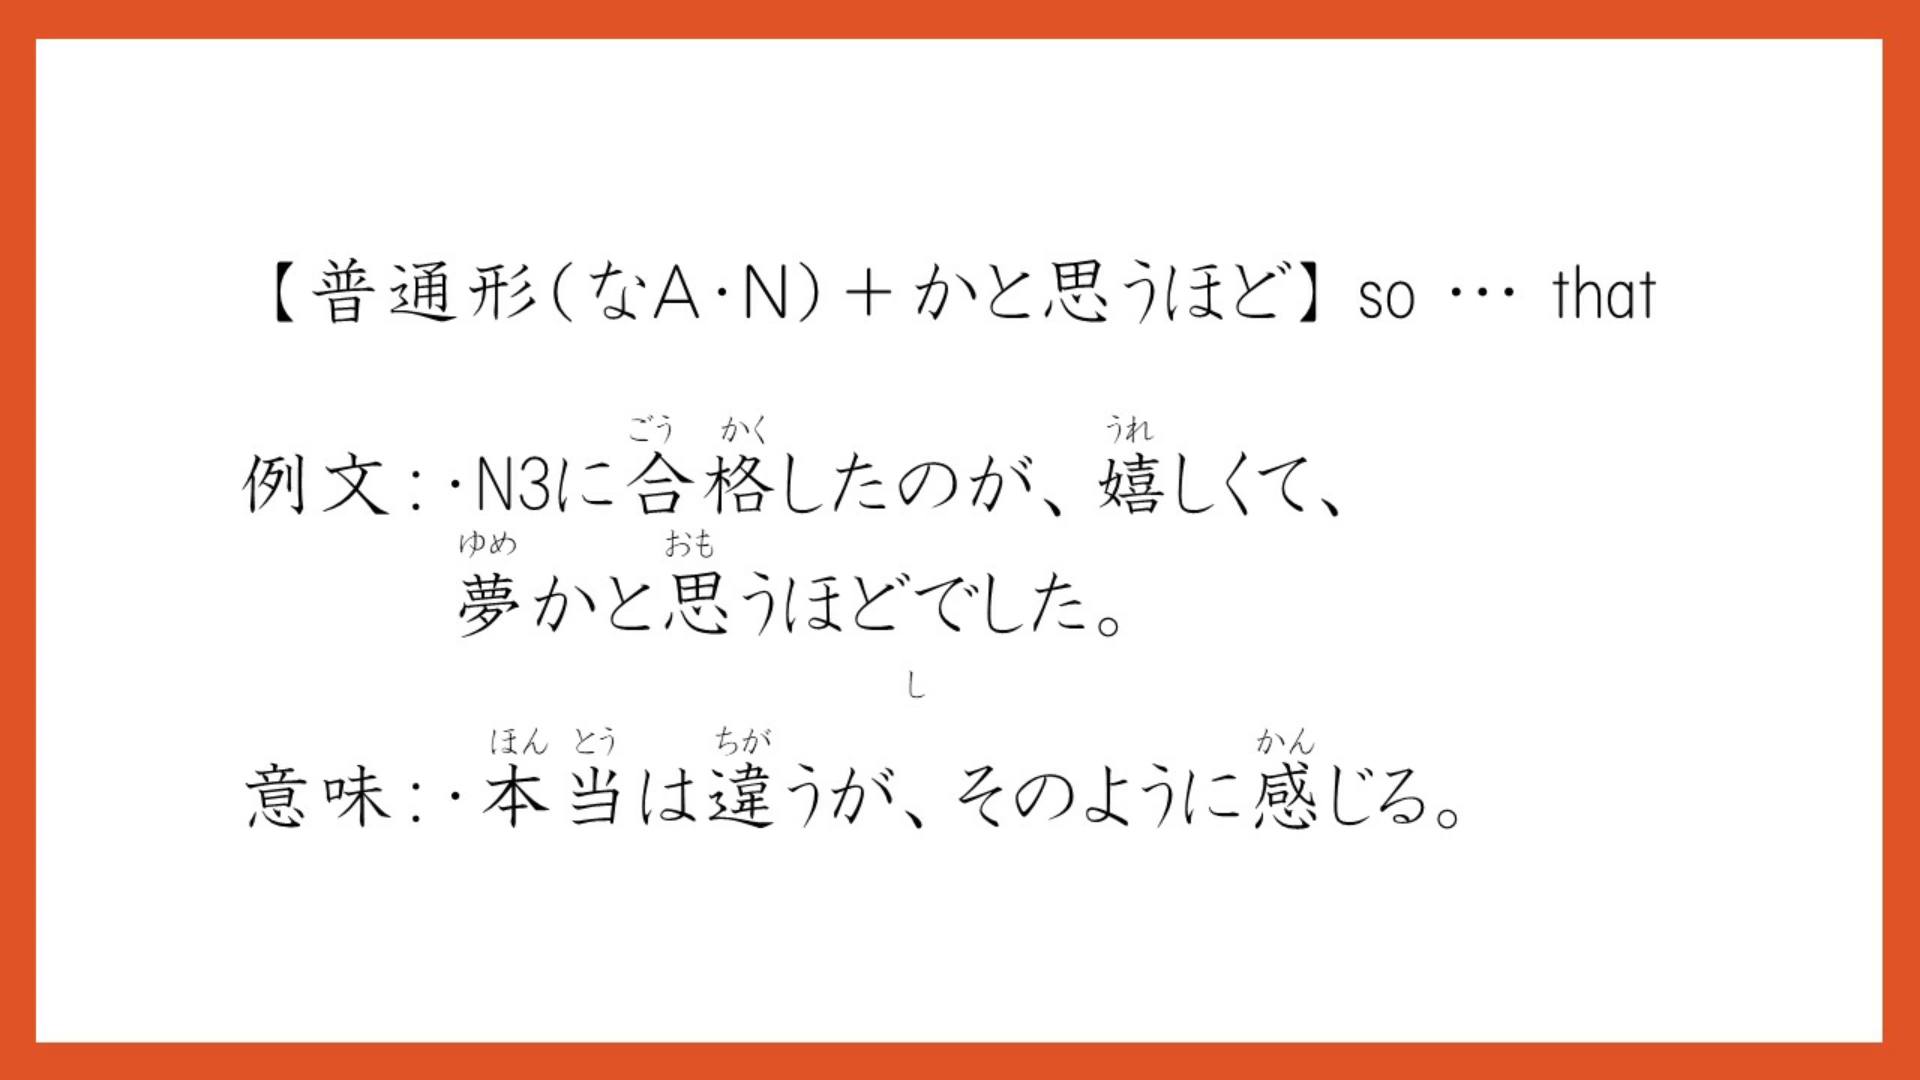 【普通形(なA・N)+かと思うほど】so … that
ごう かく うれ
例文:・N3に合格したのが、嬉しくて、
ゆめ おも
夢かと思うほどでした。
し
ほん とう ちが かん
意味:・本当は違うが、そのように感じる。